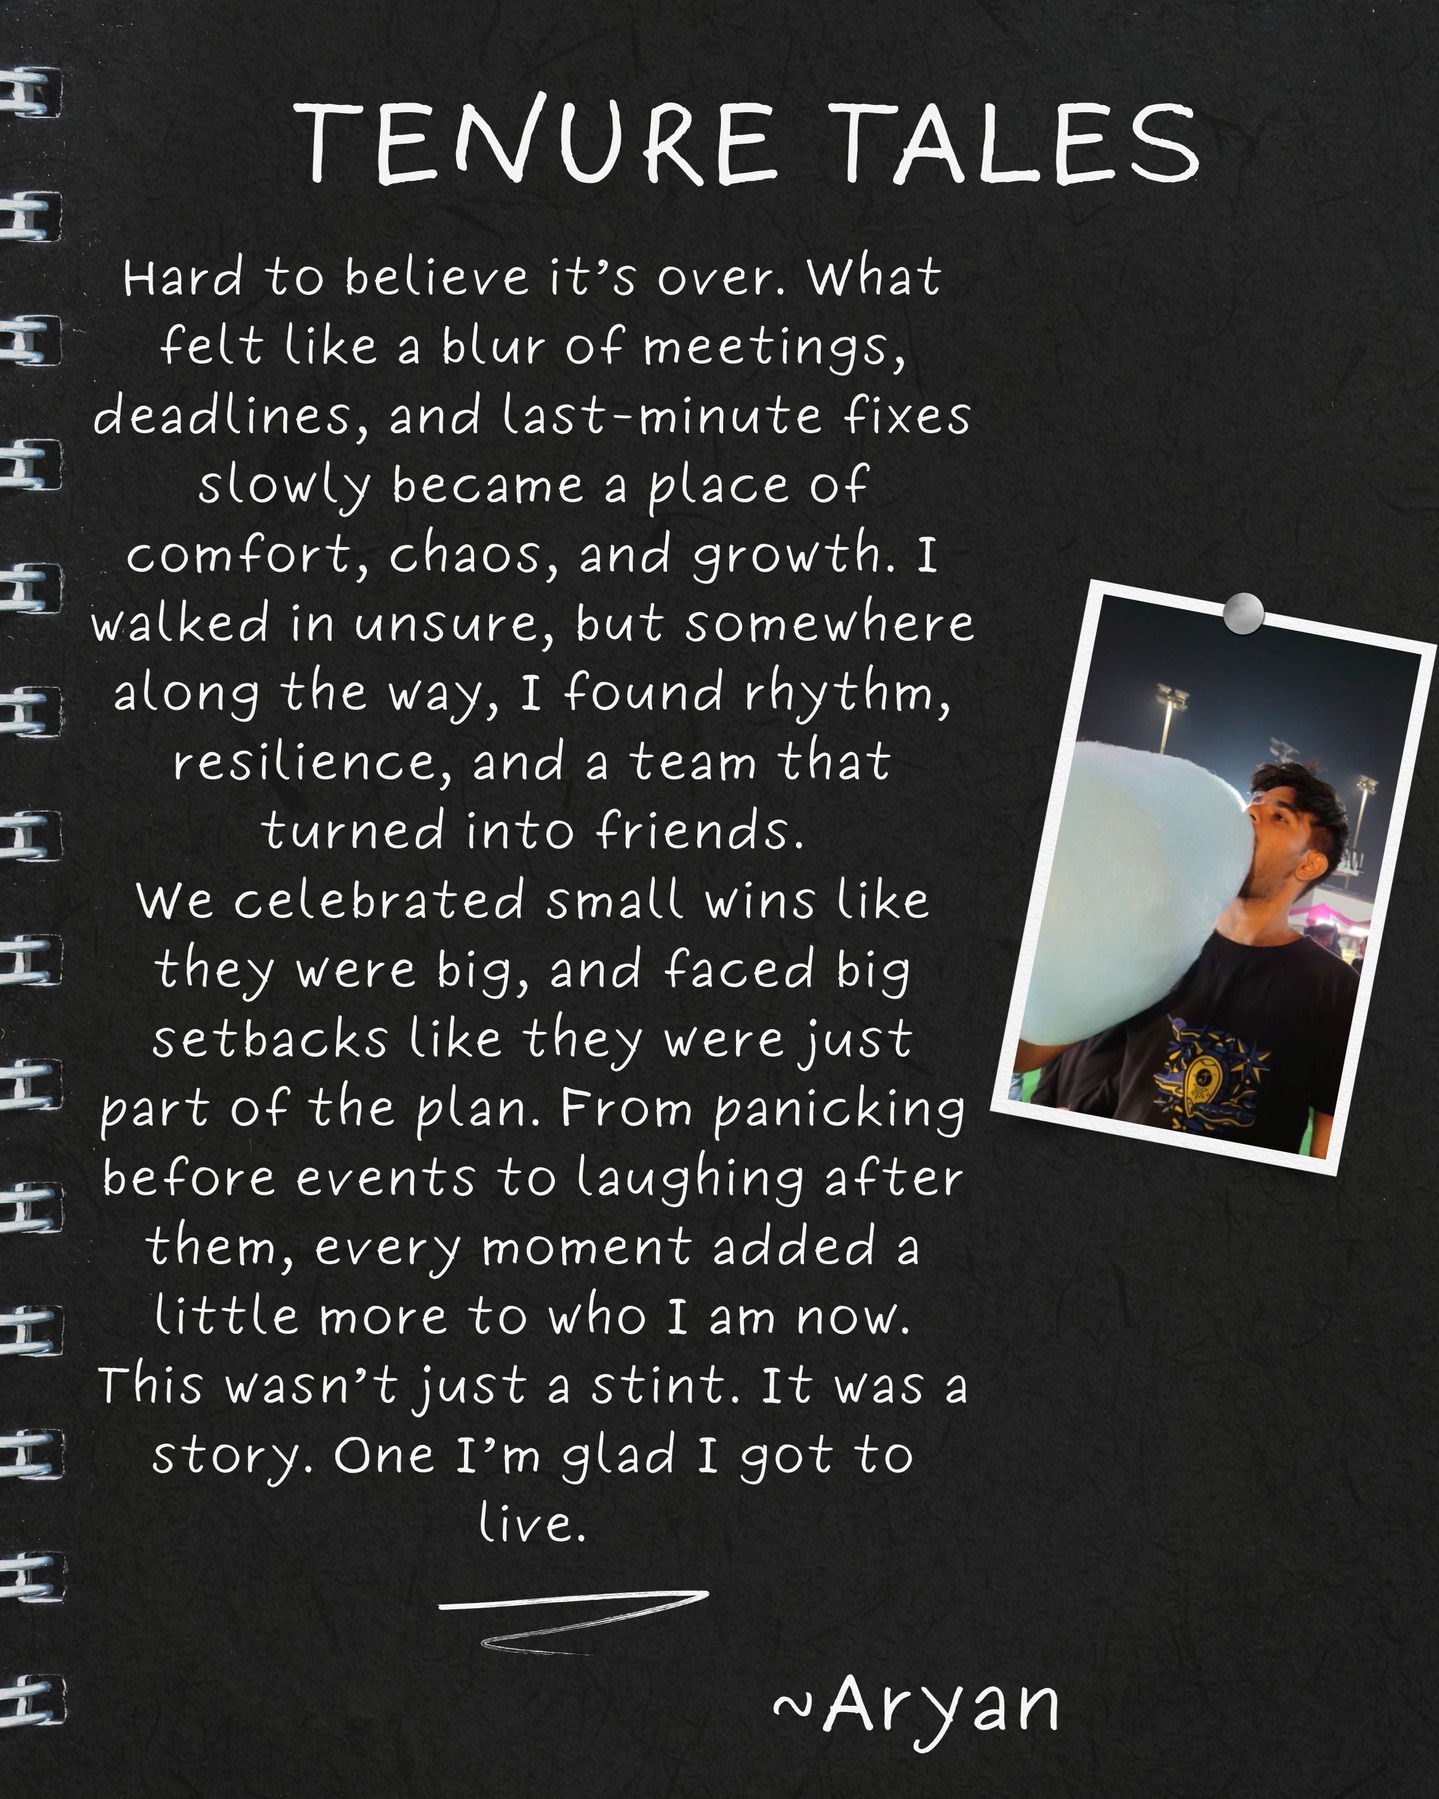 TENURE TALES
Hard to believe it’s over. What
felt like a blur of meetings,
deadlines, and last-minute fixes
slowly became a place of
comfort, chaos, and growth. I
walked in unsure, but somewhere
along the way, I found rhythm,
resilience, and a team that
turned into friends.
We celebrated small wins like
they were big, and faced big
setbacks like they were just
part of the plan. From panicking
before events to laughing after
them, every moment added a
little more to who I am now.
This wasn’t just a stint. It was a
story. One I’m glad I got to
live.
~Aryan